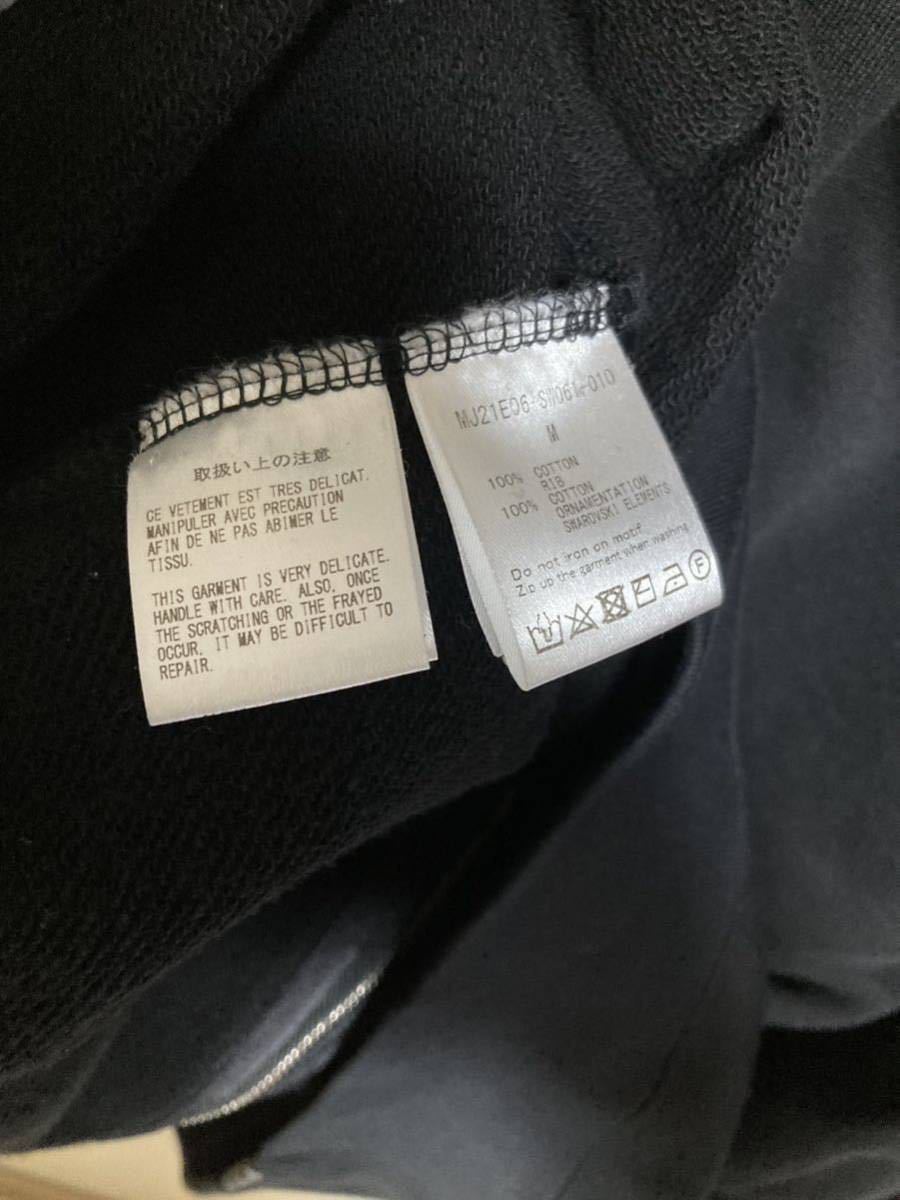 取扱い上の注意
CE VETEMENT EST TRES DELICAT.
MANIPULER AVEC PRECAUTION
AFIN DE NE PAS ABIMER LE
TISSU.
THIS GARMENT IS VERY DELICATE.
HANDLE WITH CARE. ALSO, ONCE
THE SCRATCHING OR THE FRAYED
OCCUR, IT MAY BE DIFFICULT TO
REPAIR.
MJ21E06-SW061-010
M
100% COTTON
RIB
100% COTTON
ORNAMENTATION
SWAROVSKI ELEMENTS
Do not iron on motif
Zip up the garment when washing
F